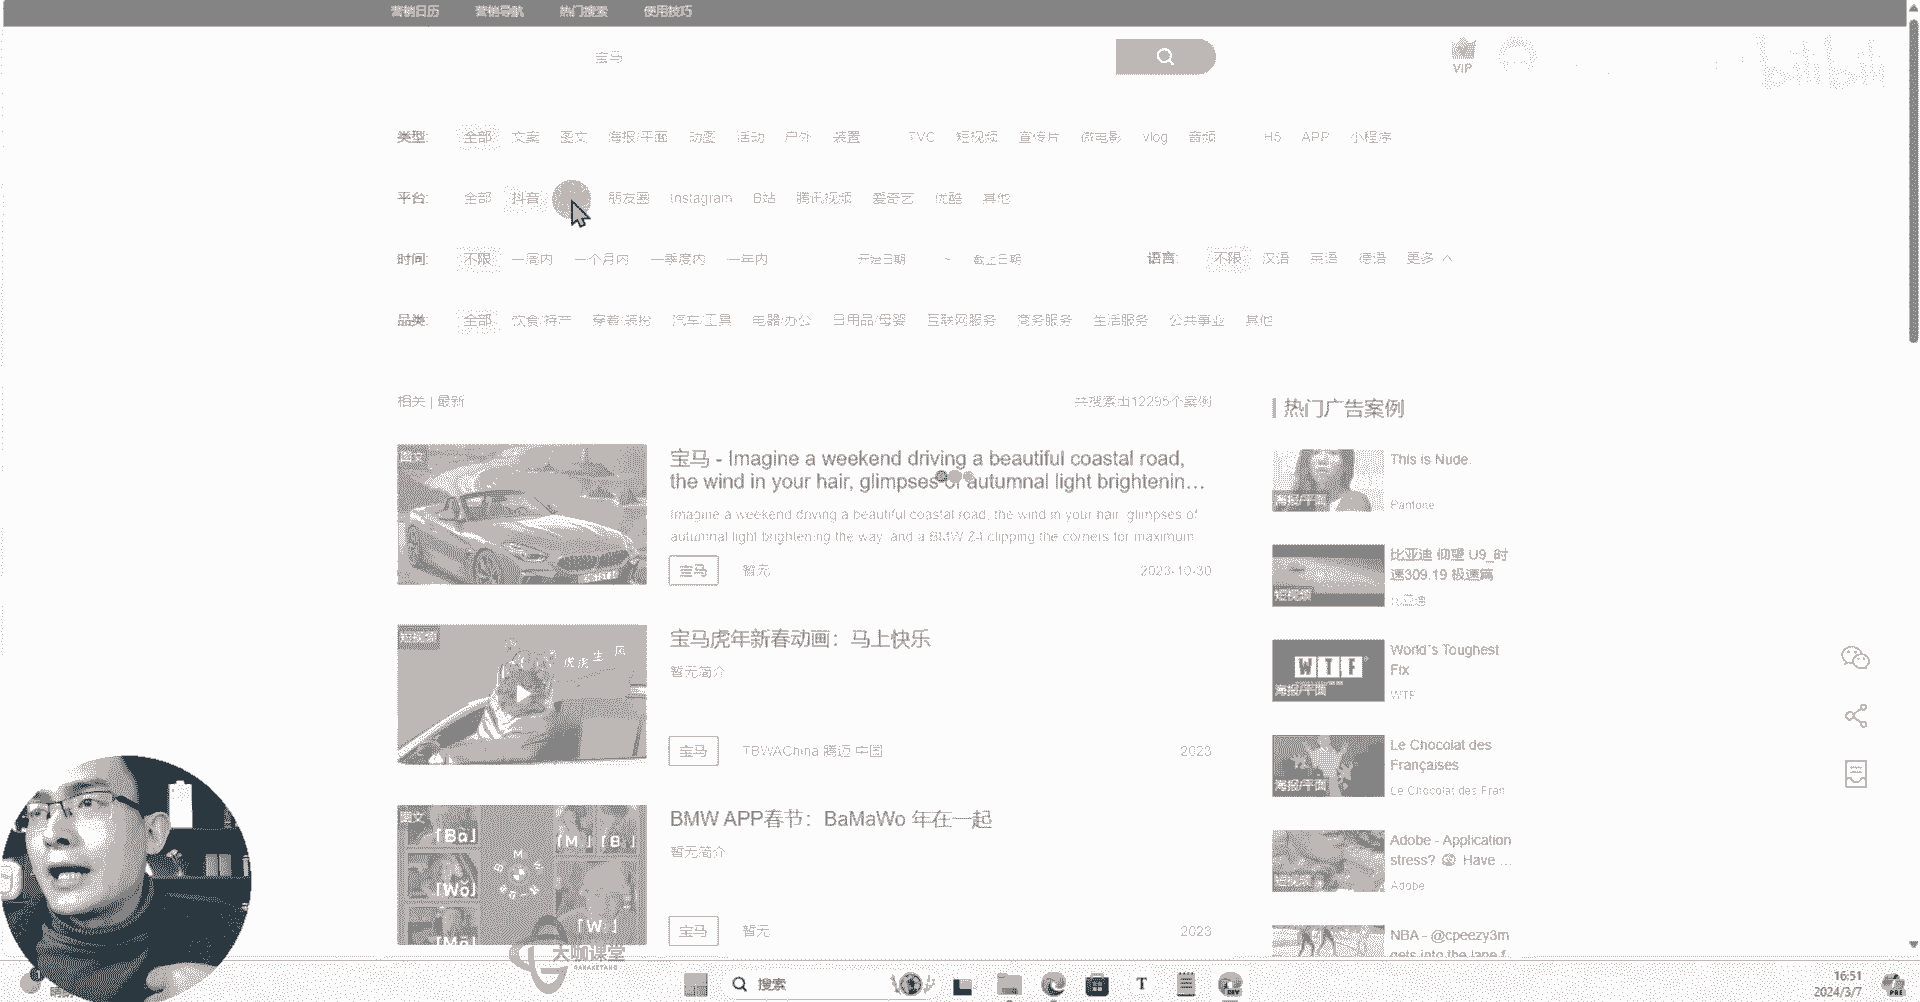 营销日历 营销导航 热门搜索 使用技巧
宝马
VIP
bilibili
类型: 全部 文案 图文 海报/平面 动图 活动 户外 装置 TVC 短视频 宣传片 微电影 Vlog 音频 H5 APP 小程序
平台: 全部 抖音 朋友圈 Instagram B站 腾讯视频 爱奇艺 优酷 其他
时间: 不限 一周内 一个月内 一季度内 一年内 开始日期 ~ 截止日期 语言: 不限 汉语 英语 德语 更多
品类: 全部 饮食/特产 穿着/装扮 汽车/工具 电器/办公 日用品/母婴 互联网服务 商务服务 生活服务 公共事业 其他
相关 | 最新 共搜索出12295个案例
图文
宝马 - Imagine a weekend driving a beautiful coastal road,
the wind in your hair, glimpses of autumnal light brightenin...
Imagine a weekend driving a beautiful coastal road, the wind in your hair, glimpses of
autumnal light brightening the way, and a BMW Z4 clipping the corners for maximum
宝马 暂无 2023-10-30
短视频
虎虎生风
宝马虎年新春动画：马上快乐
暂无简介
宝马 TBWAChina 腾迈 中国 2023
图文
「Ba」
「M」「B」
「Wo」
「W」
BMW APP春节：BaMaWo 年在一起
暂无简介
宝马 暂无 2023
热门广告案例
海报/平面
This is Nude.
Pantone
短视频
比亚迪 仰望 U9_时
速309.19 极速篇
比亚迪
WTF
海报/平面
World`s Toughest
Fix
WTF
海报/平面
Le Chocolat des
Françaises
Le Chocolat des Fran
短视频
Adobe - Application
stress? Have ...
Adobe
NBA - @cpeezy3m
gets into the lane f
大咖课堂
DAKAKETANG
搜索
16:51
2024/3/7